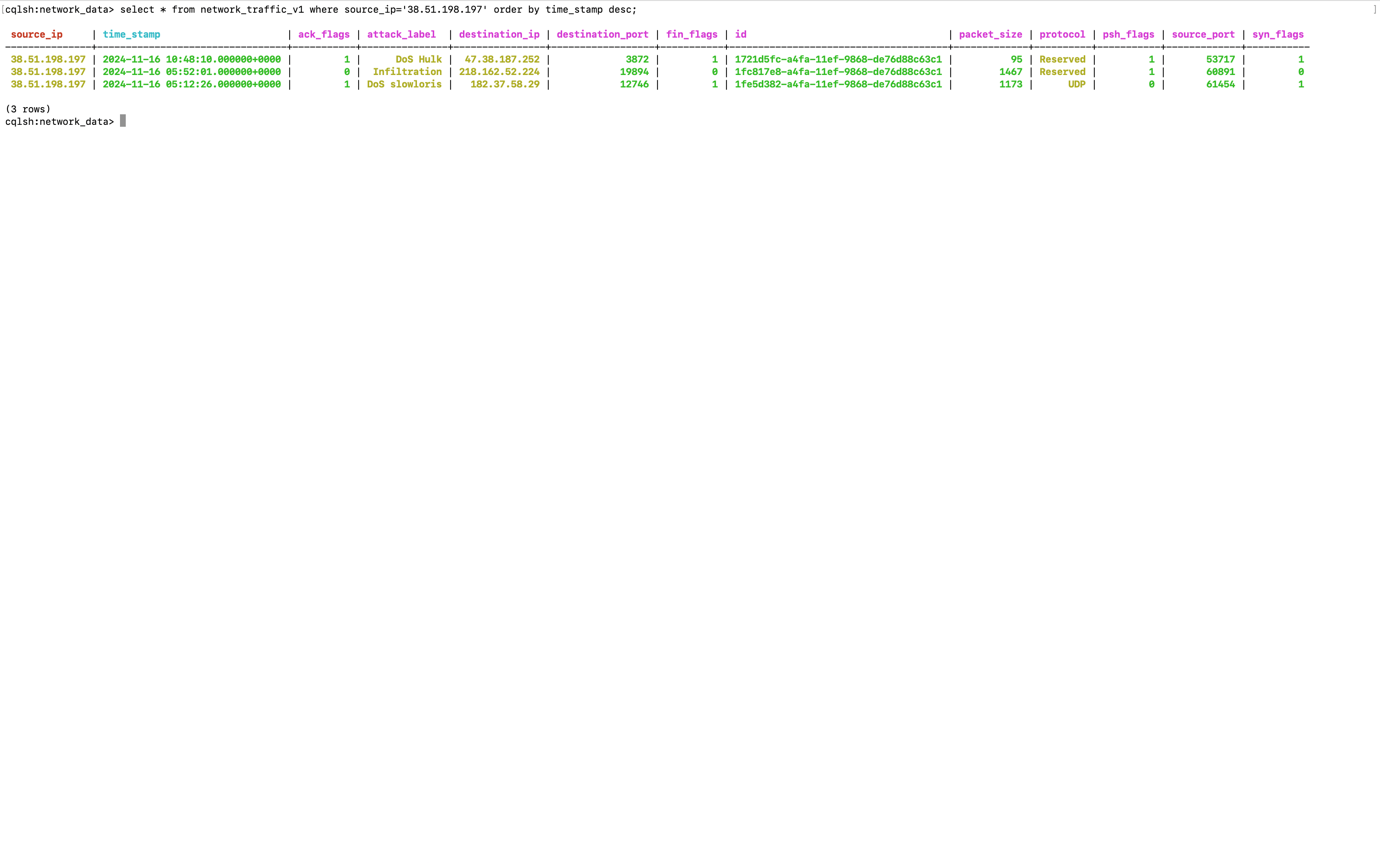 [cqlsh:network_data> select * from network_traffic_v1 where source_ip='38.51.198.197' order by time_stamp desc; ]
source_ip | time_stamp | ack_flags | attack_label | destination_ip | destination_port | fin_flags | id | packet_size | protocol | psh_flags | source_port | syn_flags
38.51.198.197 | 2024-11-16 10:48:10.000000+0000 | 1 | DoS Hulk | 47.38.187.252 | 3872 | 1 | 1721d5fc-a4fa-11ef-9868-de76d88c63c1 | 95 | Reserved | 1 | 53717 | 1
38.51.198.197 | 2024-11-16 05:52:01.000000+0000 | 0 | Infiltration | 218.162.52.224 | 19894 | 0 | 1fc817e8-a4fa-11ef-9868-de76d88c63c1 | 1467 | Reserved | 1 | 60891 | 0
38.51.198.197 | 2024-11-16 05:12:26.000000+0000 | 1 | DoS slowloris | 182.37.58.29 | 12746 | 1 | 1fe5d382-a4fa-11ef-9868-de76d88c63c1 | 1173 | UDP | 0 | 61454 | 1
(3 rows)
cqlsh:network_data>